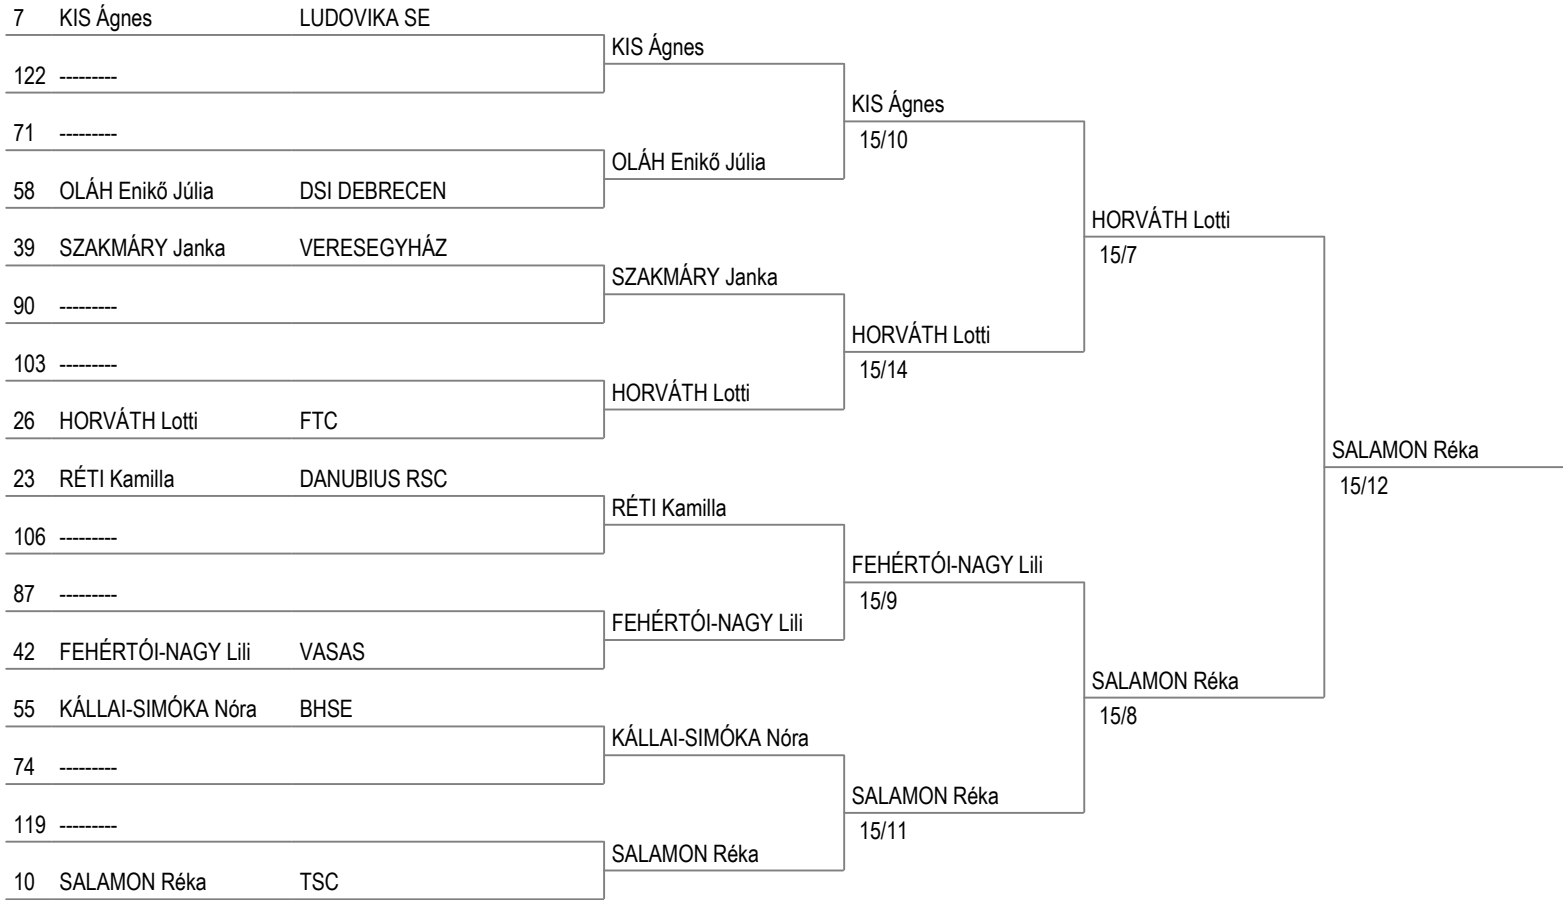 7 KIS Ágnes LUDOVIKA SE
KIS Ágnes
122 ---------
KIS Ágnes
71 ---------
15/10
OLÁH Enikő Júlia
58 OLÁH Enikő Júlia DSI DEBRECEN
HORVÁTH Lotti
39 SZAKMÁRY Janka VERESEGYHÁZ
15/7
SZAKMÁRY Janka
90 ---------
HORVÁTH Lotti
103 ---------
15/14
HORVÁTH Lotti
26 HORVÁTH Lotti FTC
SALAMON Réka
23 RÉTI Kamilla DANUBIUS RSC
15/12
RÉTI Kamilla
106 ---------
FEHÉRTÓI-NAGY Lili
87 ---------
15/9
FEHÉRTÓI-NAGY Lili
42 FEHÉRTÓI-NAGY Lili VASAS
SALAMON Réka
55 KÁLLAI-SIMÓKA Nóra BHSE
15/8
KÁLLAI-SIMÓKA Nóra
74 ---------
SALAMON Réka
119 ---------
15/11
SALAMON Réka
10 SALAMON Réka TSC